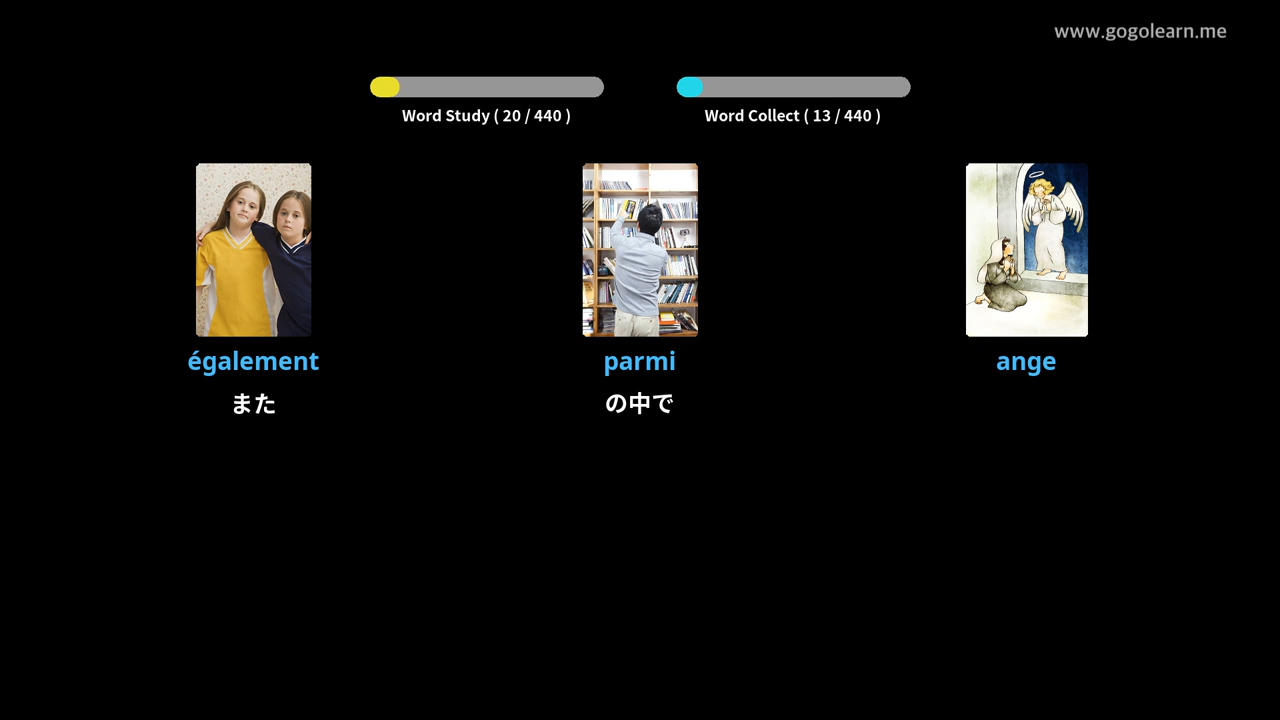 www.gogolearn.me
Word Study ( 20 / 440 )
Word Collect ( 13 / 440 )
également
parmi
ange
また
の中で